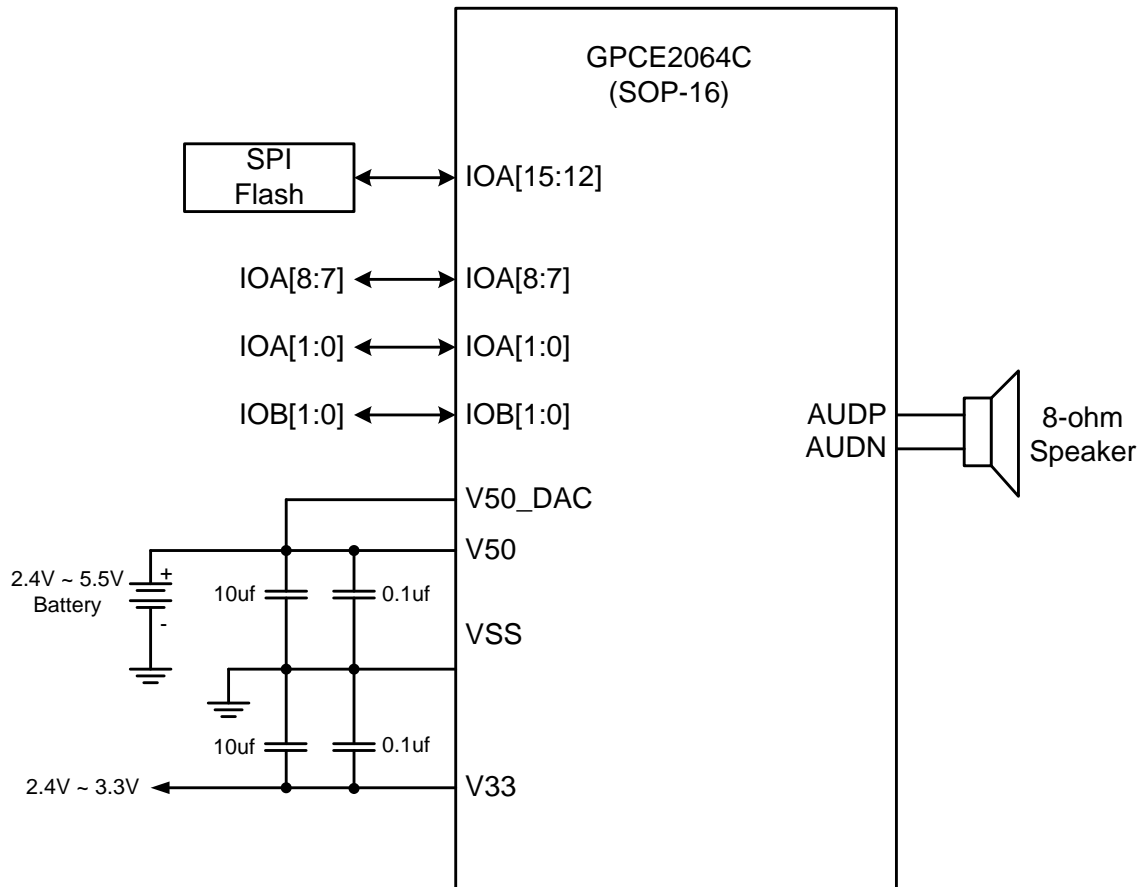 GPCE2064C
(SOP-16)
SPI
Flash
IOA[15:12]
IOA[8:7]
IOA[8:7]
IOA[1:0]
IOA[1:0]
IOB[1:0]
IOB[1:0]
AUDP
AUDN
8-ohm
Speaker
V50_DAC
V50
2.4V ~ 5.5V
Battery
+
-
10uf
0.1uf
VSS
10uf
0.1uf
2.4V ~ 3.3V
V33